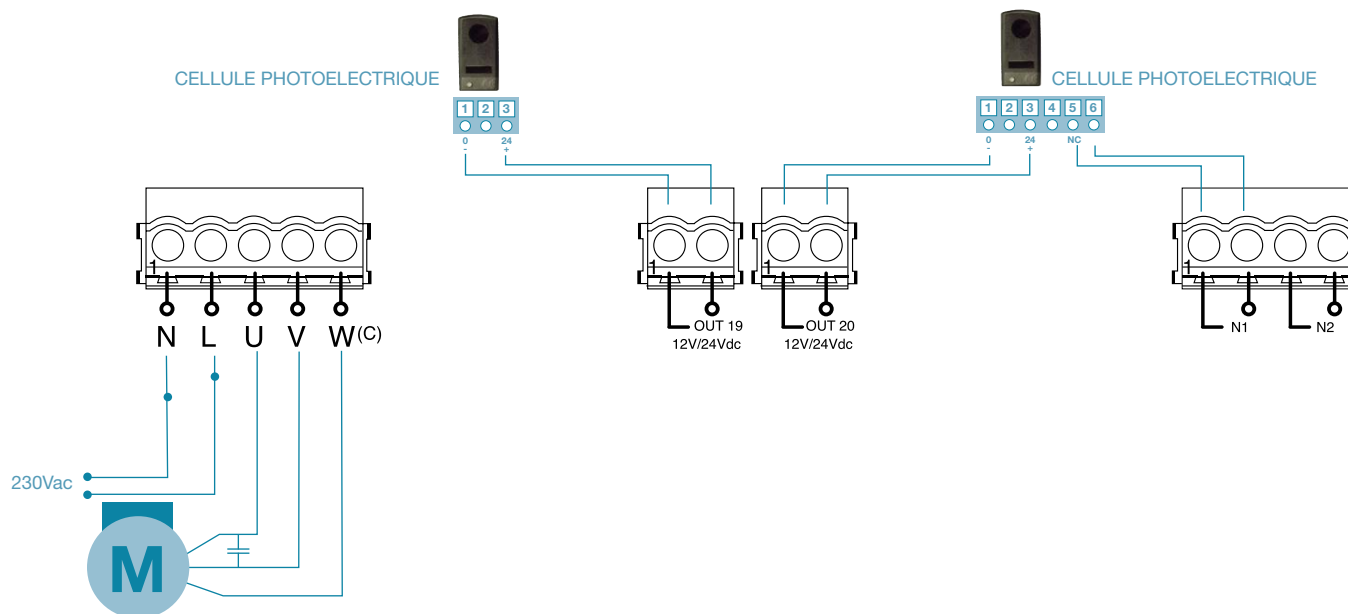 CELLULE PHOTOELECTRIQUE
1 2 3
0 24
- +
CELLULE PHOTOELECTRIQUE
1 2 3 4 5 6
0 24 NC
- +
1
N L U V W (C)
1
OUT 19
12V/24Vdc
1
OUT 20
12V/24Vdc
1
N1 N2
230Vac
M